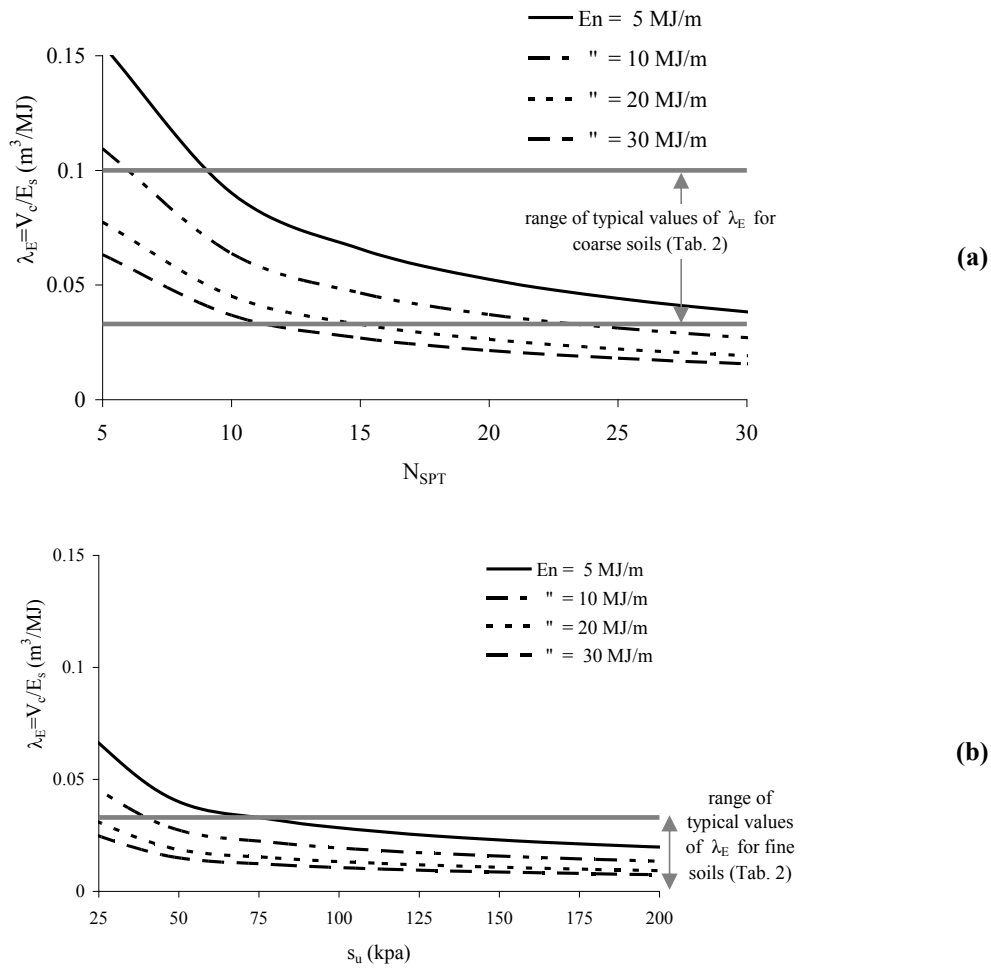 En = 5 MJ/m
" = 10 MJ/m
" = 20 MJ/m
" = 30 MJ/m
0.15
0.1
0.05
0
λE=Vc/Es (m³/MJ)
range of typical values of λE for
coarse soils (Tab. 2)
(a)
5 10 15 20 25 30
NSPT
En = 5 MJ/m
" = 10 MJ/m
" = 20 MJ/m
" = 30 MJ/m
0.15
0.1
0.05
0
λE=Vc/Es (m³/MJ)
(b)
range of
typical values
of λE for fine
soils (Tab. 2)
25 50 75 100 125 150 175 200
su (kpa)